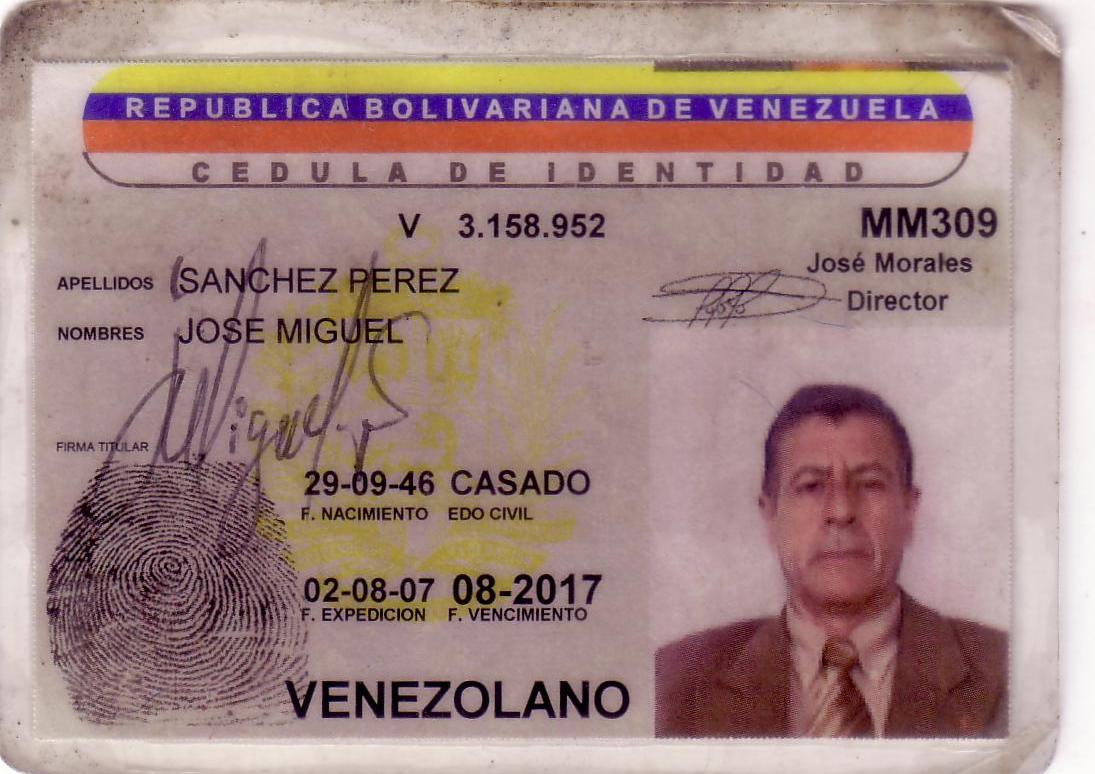 REPUBLICA BOLIVARIANA DE VENEZUELA
CEDULA DE IDENTIDAD
V 3.158.952
MM309
José Morales
Director
APELLIDOS SANCHEZ PEREZ
NOMBRES JOSE MIGUEL
FIRMA TITULAR
29-09-46 CASADO
F. NACIMIENTO EDO CIVIL
02-08-07 08-2017
F. EXPEDICION F. VENCIMIENTO
VENEZOLANO